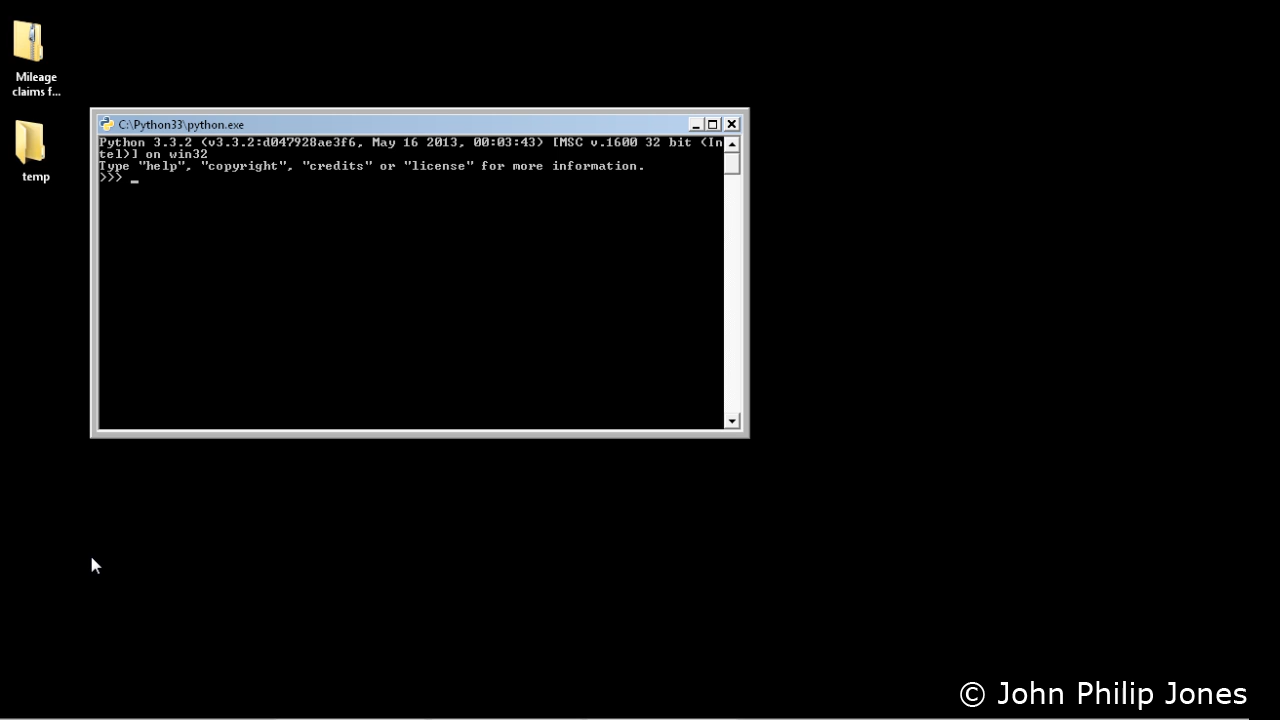 Mileage
claims f...
temp
C:\Python33\python.exe
Python 3.3.2 (v3.3.2:d047928ae3f6, May 16 2013, 00:03:43) [MSC v.1600 32 bit (In
tel)] on win32
Type "help", "copyright", "credits" or "license" for more information.
>>> _
© John Philip Jones